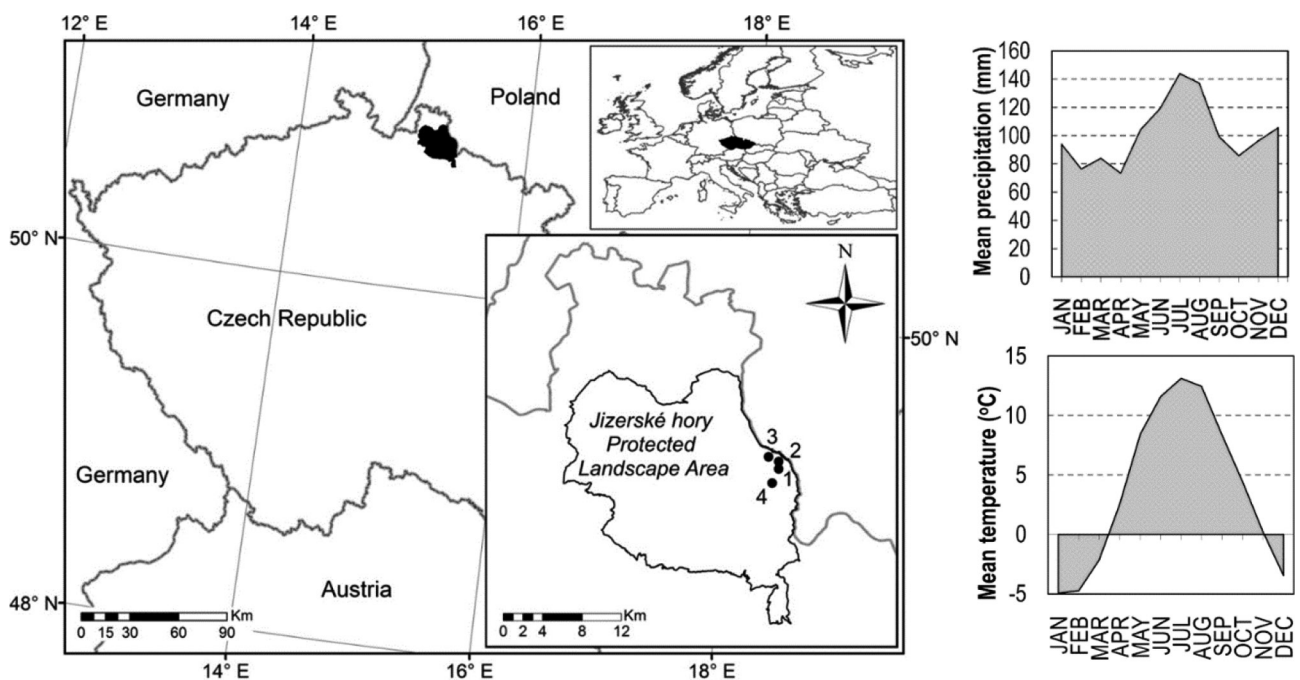 12° E
14° E
16° E
18° E
Germany
Poland
50° N
Czech Republic
N
50° N
Jizerské hory
Protected
Landscape Area
3
2
1
4
Germany
Austria
48° N
Km
0 15 30 60 90
Km
0 2 4 8 12
14° E
16° E
18° E
Mean precipitation (mm)
160
140
120
100
80
60
40
20
0
JAN FEB MAR APR MAY JUN JUL AUG SEP OCT NOV DEC
Mean temperature (°C)
15
10
5
0
-5
JAN FEB MAR APR MAY JUN JUL AUG SEP OCT NOV DEC